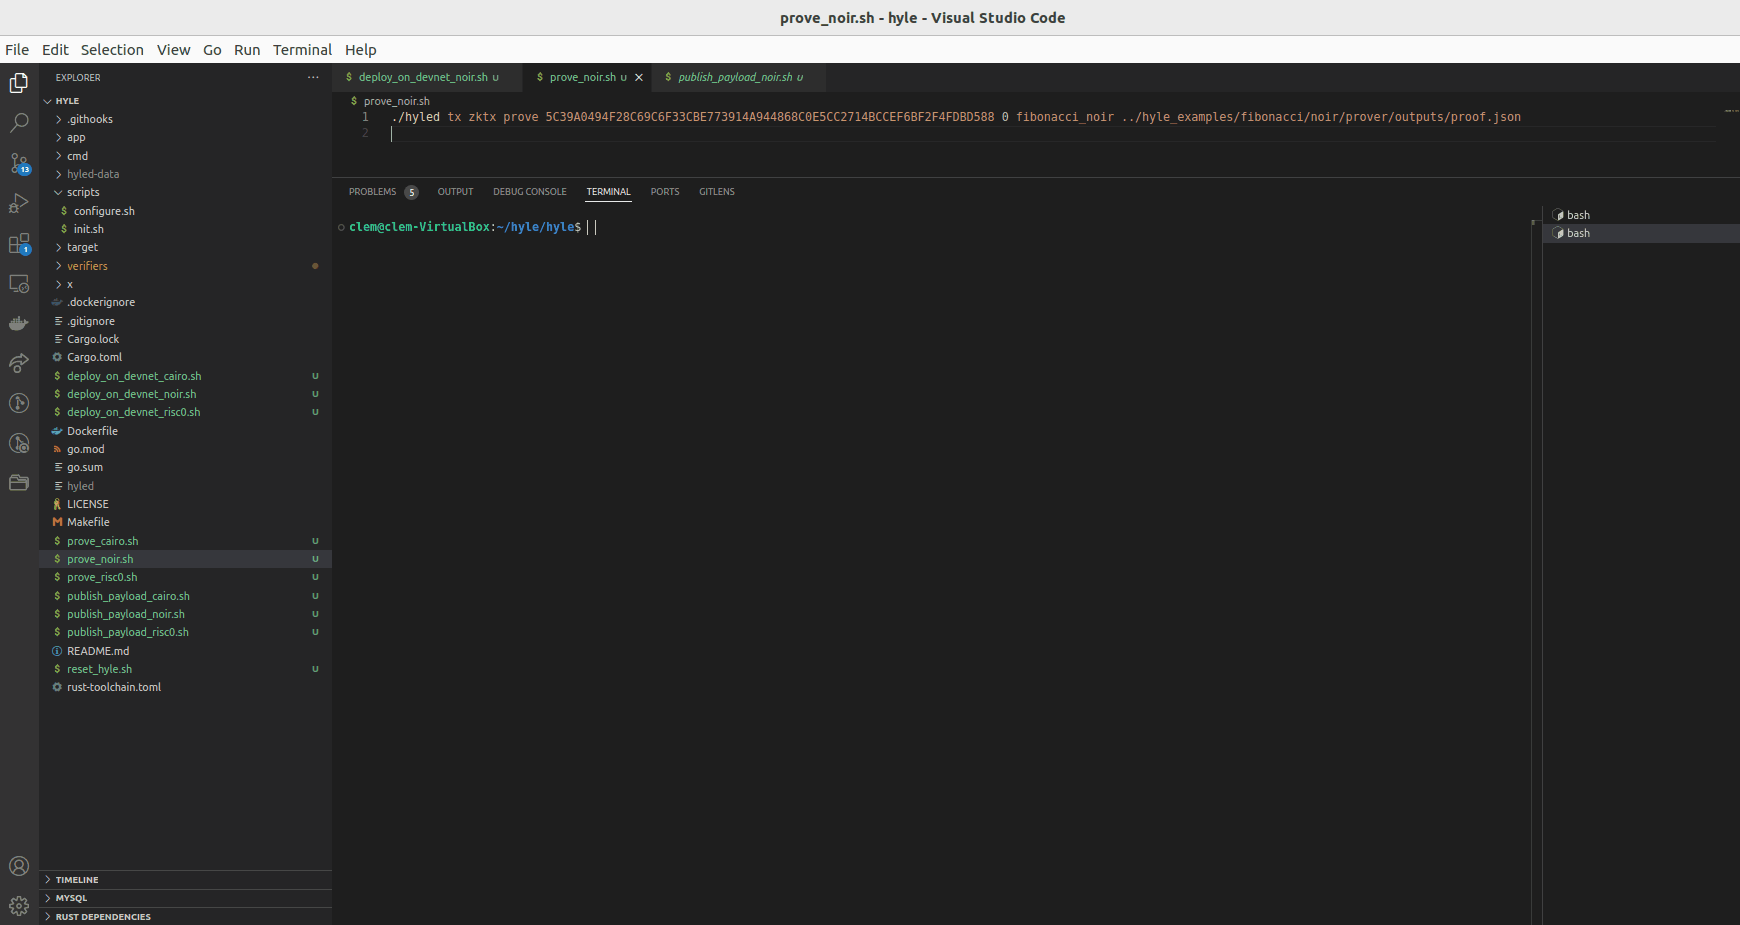 prove_noir.sh - hyle - Visual Studio Code
File Edit Selection View Go Run Terminal Help
EXPLORER ···
HYLE
.githooks
app
cmd
hyled-data
scripts
$ configure.sh
$ init.sh
target
verifiers
x
.dockerignore
.gitignore
Cargo.lock
Cargo.toml
$ deploy_on_devnet_cairo.sh U
$ deploy_on_devnet_noir.sh U
$ deploy_on_devnet_risc0.sh U
Dockerfile
go.mod
go.sum
hyled
LICENSE
M Makefile
$ prove_cairo.sh U
$ prove_noir.sh U
$ prove_risc0.sh U
$ publish_payload_cairo.sh U
$ publish_payload_noir.sh U
$ publish_payload_risc0.sh U
README.md
$ reset_hyle.sh U
rust-toolchain.toml
TIMELINE
MYSQL
RUST DEPENDENCIES
13
1
$ deploy_on_devnet_noir.sh U $ prove_noir.sh U $ publish_payload_noir.sh U
$ prove_noir.sh
1 ./hyled tx zktx prove 5C39A0494F28C69C6F33CBE773914A944868C0E5CC2714BCCEF6BF2F4FDBD588 0 fibonacci_noir ../hyle_examples/fibonacci/noir/prover/outputs/proof.json
2
PROBLEMS 5 OUTPUT DEBUG CONSOLE TERMINAL PORTS GITLENS
clem@clem-VirtualBox:~/hyle/hyle$
bash
bash